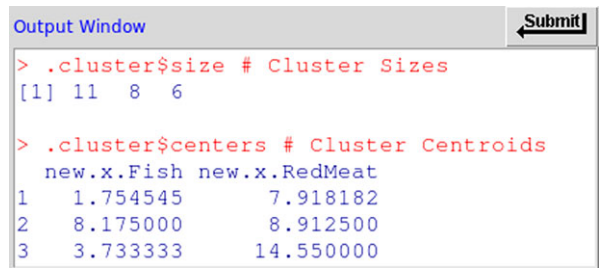 Output Window
Submit
> .cluster$size # Cluster Sizes
[1] 11  8  6
> .cluster$centers # Cluster Centroids
  new.x.Fish new.x.RedMeat
1   1.754545      7.918182
2   8.175000      8.912500
3   3.733333     14.550000